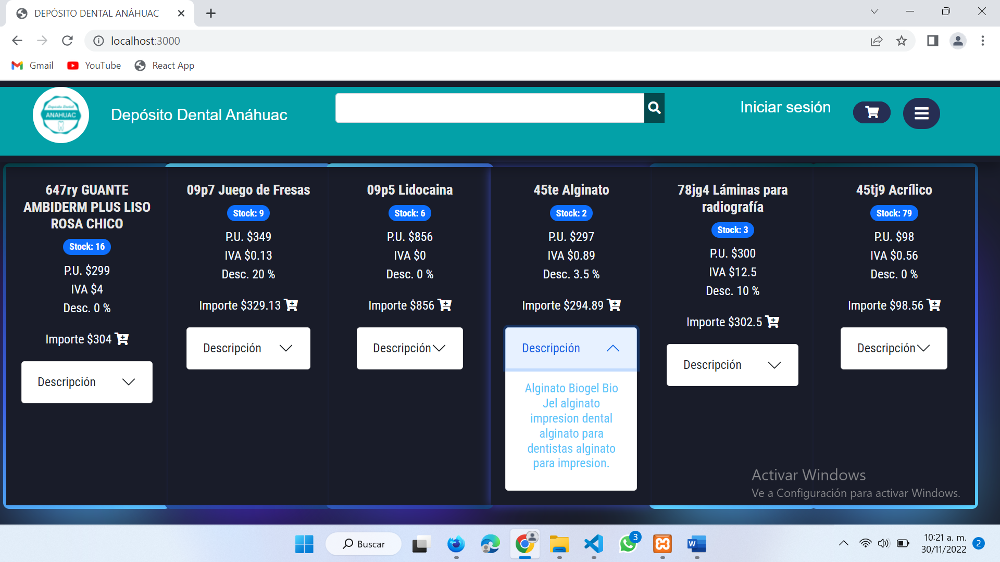 DEPÓSITO DENTAL ANÁHUAC
localhost:3000
Gmail
YouTube
React App
Depósito Dental
ANAHUAC
Depósito Dental Anáhuac
Iniciar sesión
647ry GUANTE
AMBIDERM PLUS LISO
ROSA CHICO
Stock: 16
P.U. $299
IVA $4
Desc. 0 %
Importe $304
Descripción
09p7 Juego de Fresas
Stock: 9
P.U. $349
IVA $0.13
Desc. 20 %
Importe $329.13
Descripción
09p5 Lidocaina
Stock: 6
P.U. $856
IVA $0
Desc. 0 %
Importe $856
Descripción
45te Alginato
Stock: 2
P.U. $297
IVA $0.89
Desc. 3.5 %
Importe $294.89
Descripción
Alginato Biogel Bio
Jel alginato
impresion dental
alginato para
dentistas alginato
para impresion.
78jg4 Láminas para
radiografía
Stock: 3
P.U. $300
IVA $12.5
Desc. 10 %
Importe $302.5
Descripción
45tj9 Acrílico
Stock: 79
P.U. $98
IVA $0.56
Desc. 0 %
Importe $98.56
Descripción
Activar Windows
Ve a Configuración para activar Windows.
Buscar
3
W
10:21 a. m.
30/11/2022
2